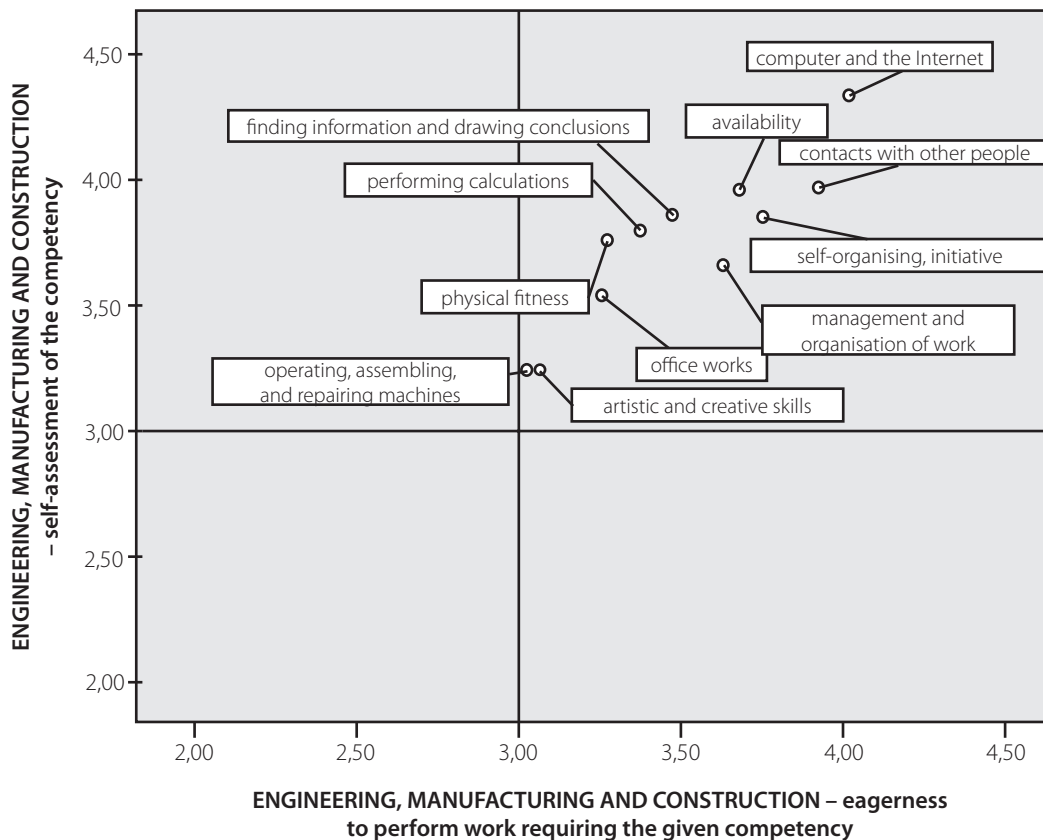 ENGINEERING, MANUFACTURING AND CONSTRUCTION
– self-assessment of the competency
4,50
4,00
3,50
3,00
2,50
2,00
computer and the Internet
availability
finding information and drawing conclusions
contacts with other people
performing calculations
self-organising, initiative
physical fitness
management and
organisation of work
office works
operating, assembling,
and repairing machines
artistic and creative skills
2,00
2,50
3,00
3,50
4,00
4,50
ENGINEERING, MANUFACTURING AND CONSTRUCTION – eagerness
to perform work requiring the given competency